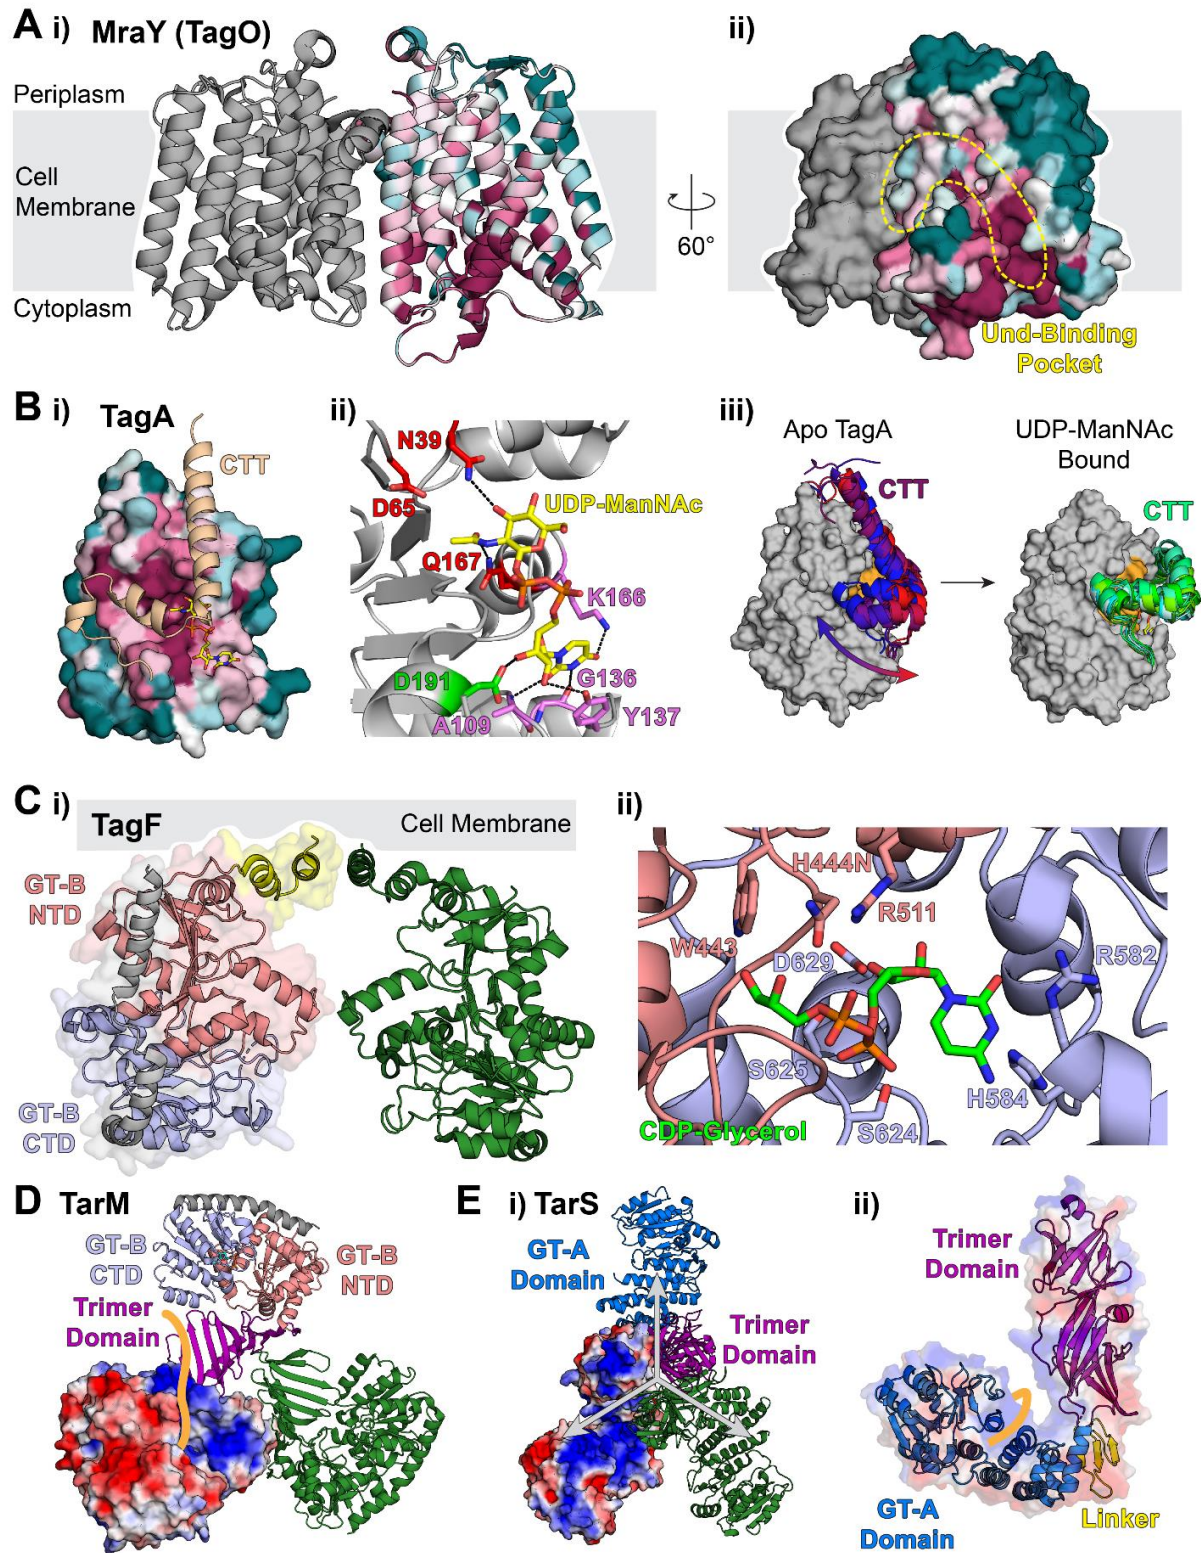 A i) MraY (TagO)
ii)
Periplasm
Cell
Membrane
Cytoplasm
60°
Und-Binding
Pocket
B i) TagA
CTT
ii)
N39
D65
UDP-ManNAc
Q167
K166
D191
G136
A109
Y137
iii)
Apo TagA
CTT
UDP-ManNAc
Bound
CTT
C i)
TagF
Cell Membrane
GT-B
NTD
GT-B
CTD
ii)
H444N
R511
W443
D629
R582
S625
H584
S624
CDP-Glycerol
D TarM
GT-B
CTD
GT-B
NTD
Trimer
Domain
E i) TarS
GT-A
Domain
Trimer
Domain
ii)
Trimer
Domain
GT-A
Domain
Linker